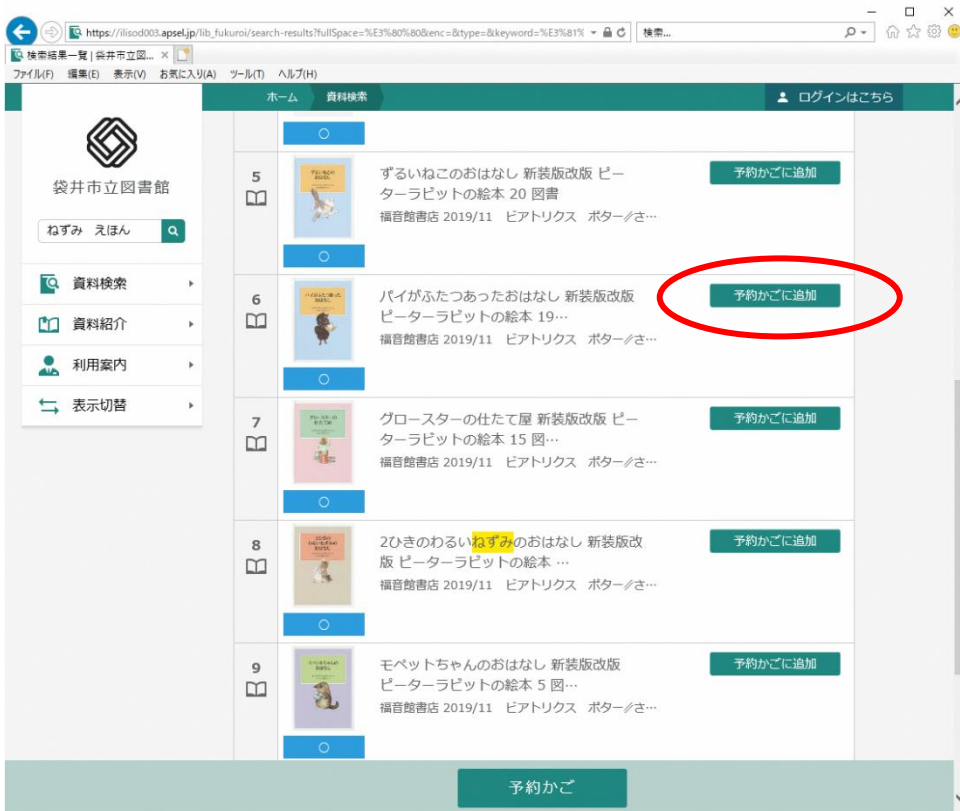 https://ilisod003.apsel.jp/lib_fukuroi/search-results?fullSpace=%E3%80%80&enc=&type=&keyword=%E3%81%
検索...
検索結果一覧 | 袋井市立図... ×
ファイル(F) 編集(E) 表示(V) お気に入り(A) ツール(T) ヘルプ(H)
ホーム 資料検索 ログインはこちら
袋井市立図書館
ねずみ えほん
資料検索
資料紹介
利用案内
表示切替
○
5
ずるいねこのおはなし 新装版改版 ピー
ターラビットの絵本 20 図書
福音館書店 2019/11 ビアトリクス ポター∥さ…
予約かごに追加
○
6
パイがふたつあったおはなし 新装版改版
ピーターラビットの絵本 19…
福音館書店 2019/11 ビアトリクス ポター∥さ…
予約かごに追加
○
7
グロースターの仕たて屋 新装版改版 ピー
ターラビットの絵本 15 図…
福音館書店 2019/11 ビアトリクス ポター∥さ…
予約かごに追加
○
8
2ひきのわるいねずみのおはなし 新装版改
版 ピーターラビットの絵本 …
福音館書店 2019/11 ビアトリクス ポター∥さ…
予約かごに追加
○
9
モペットちゃんのおはなし 新装版改版
ピーターラビットの絵本 5 図…
福音館書店 2019/11 ビアトリクス ポター∥さ…
予約かごに追加
○
予約かご